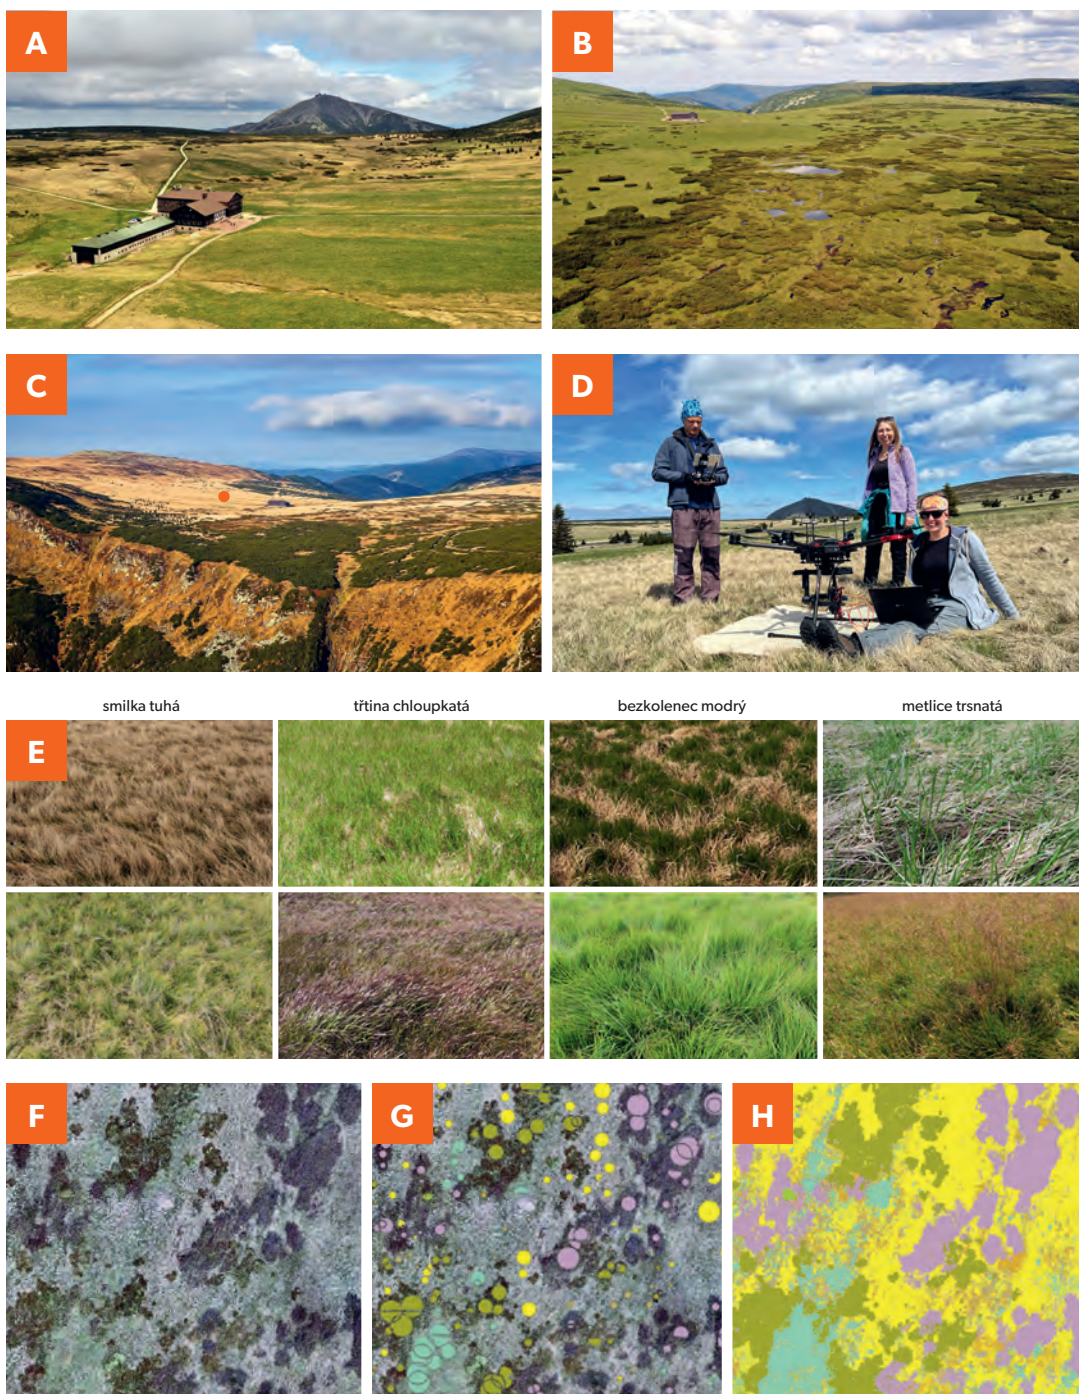 A
B
C
D
smilka tuhá
třtina chloupkatá
bezkolenec modrý
metlice trsnatá
E
F
G
H